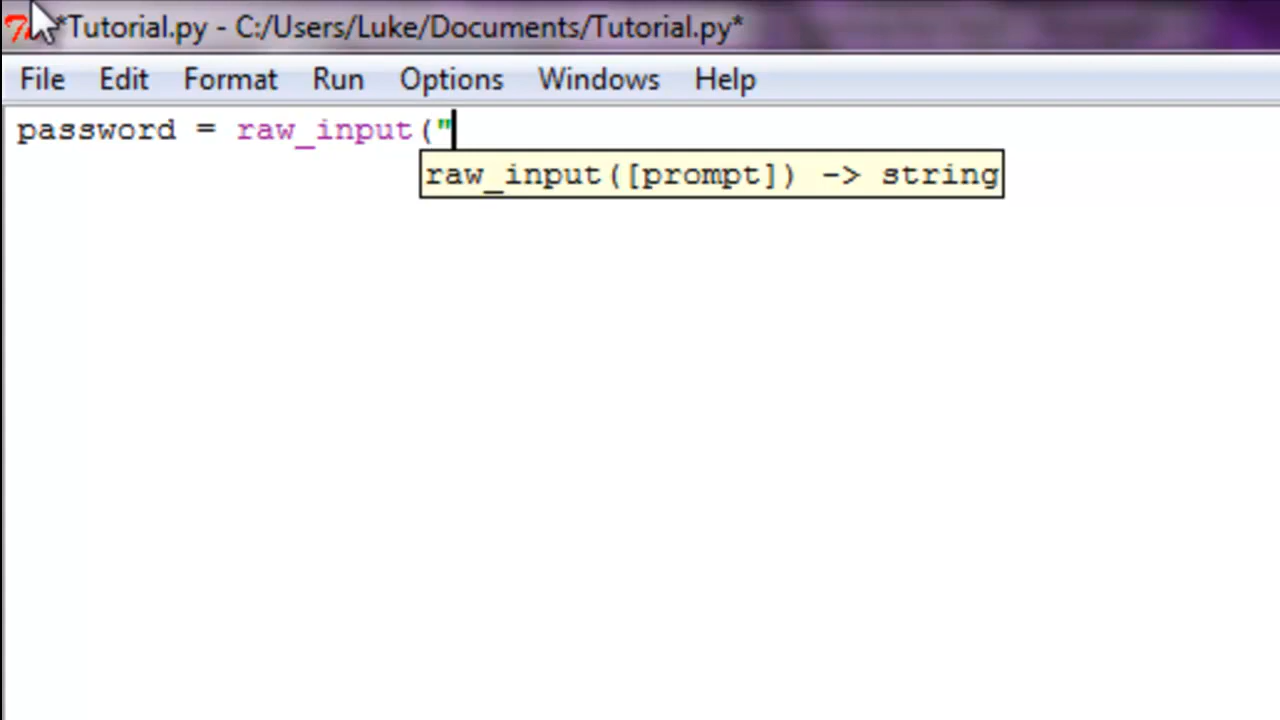 *Tutorial.py - C:/Users/Luke/Documents/Tutorial.py*
File Edit Format Run Options Windows Help
password = raw_input("
raw_input([prompt]) -> string